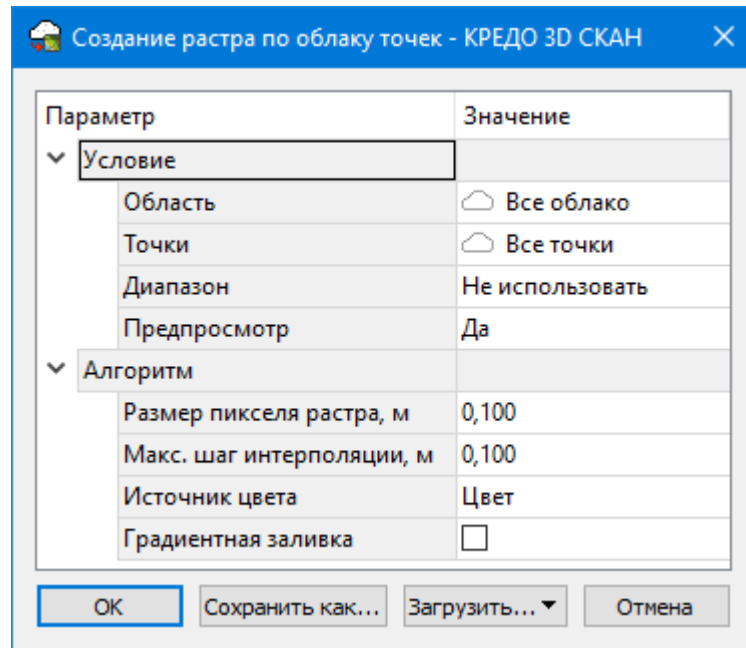 Создание растра по облаку точек - КРЕДО 3D СКАН
Параметр Значение
Условие
Область Все облако
Точки Все точки
Диапазон Не использовать
Предпросмотр Да
Алгоритм
Размер пикселя растра, м 0,100
Макс. шаг интерполяции, м 0,100
Источник цвета Цвет
Градиентная заливка
ОК Сохранить как... Загрузить... Отмена